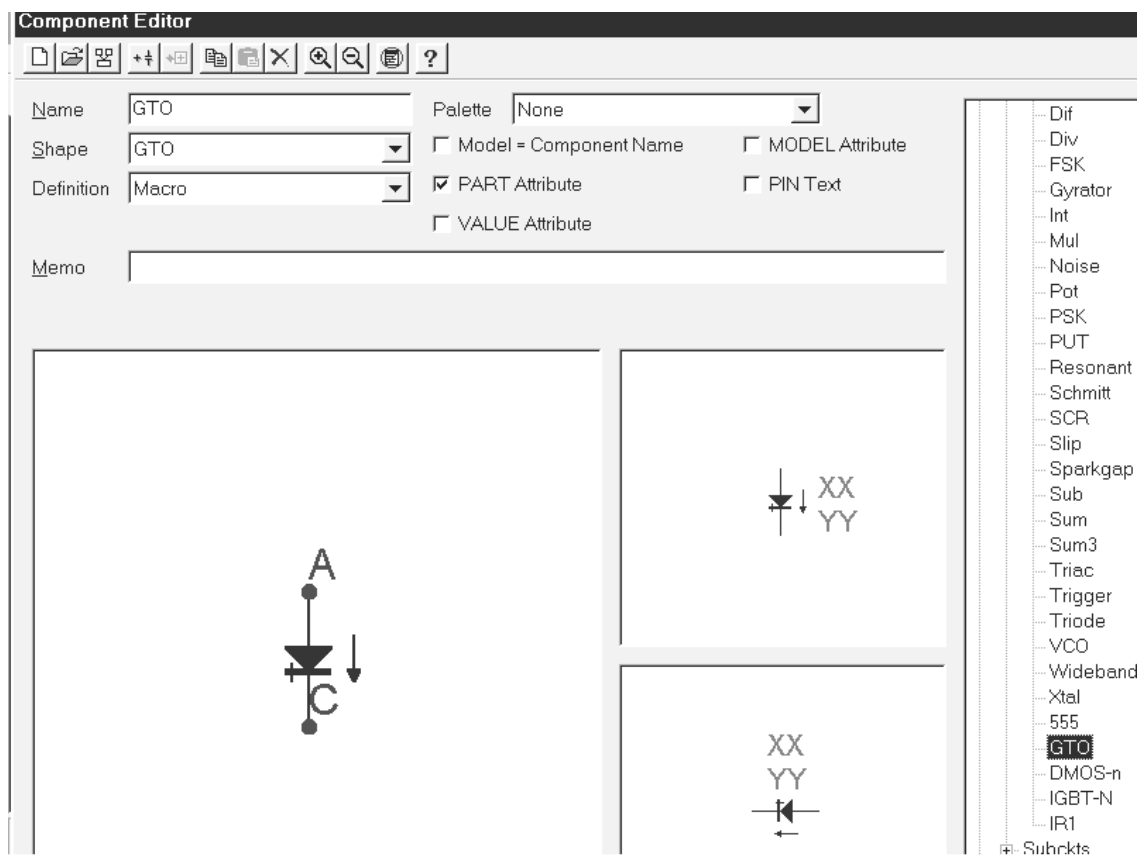 Component Editor
?
Name GTO Palette None
Shape GTO Model = Component Name MODEL Attribute
Definition Macro PART Attribute PIN Text
VALUE Attribute
Memo
A
C
XX
YY
XX
YY
Dif
Div
FSK
Gyrator
Int
Mul
Noise
Pot
PSK
PUT
Resonant
Schmitt
SCR
Slip
Sparkgap
Sub
Sum
Sum3
Triac
Trigger
Triode
VCO
Wideband
Xtal
555
GTO
DMOS-n
IGBT-N
IR1
Subckts